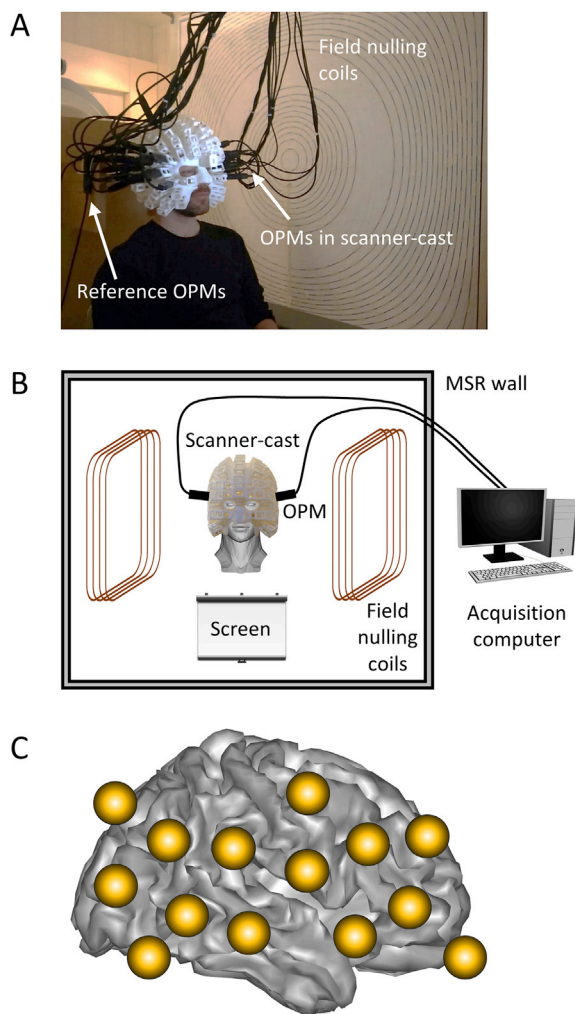 A
Field nulling
coils
OPMs in scanner-cast
Reference OPMs
B
MSR wall
Scanner-cast
OPM
Screen
Field
nulling
coils
Acquisition
computer
C